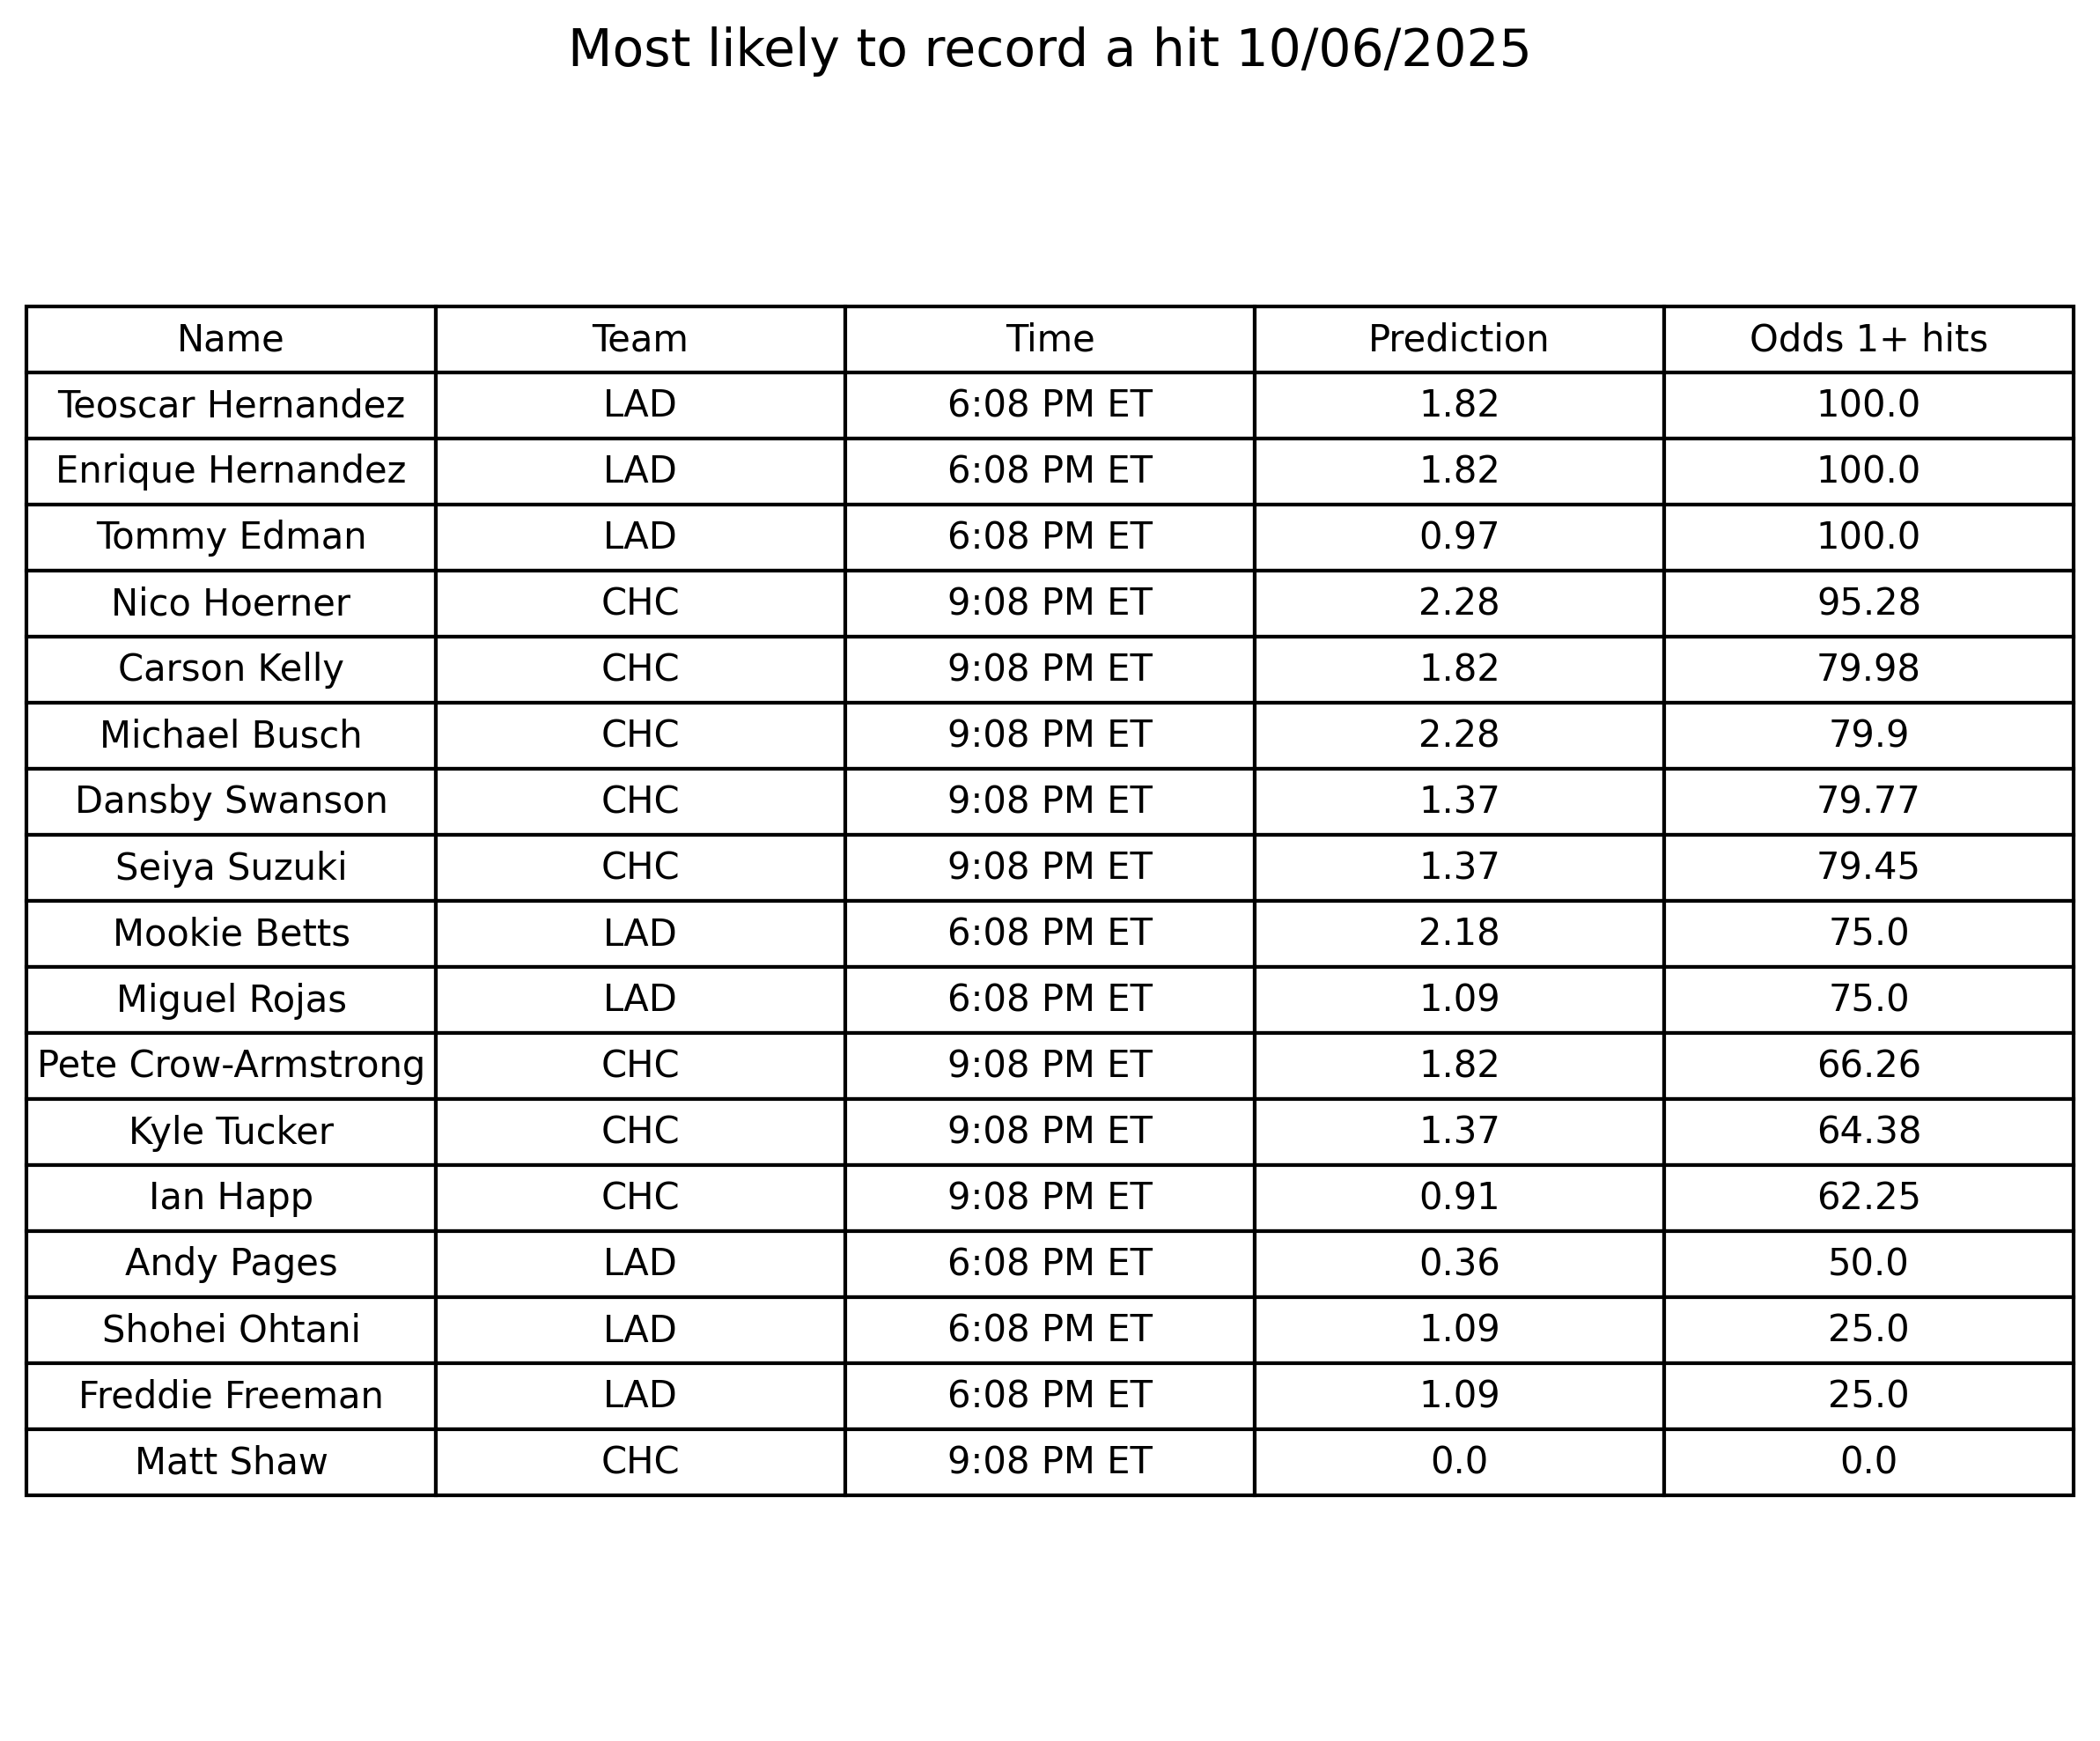 Most likely to record a hit 10/06/2025
Name Team Time Prediction Odds 1+ hits
Teoscar Hernandez LAD 6:08 PM ET 1.82 100.0
Enrique Hernandez LAD 6:08 PM ET 1.82 100.0
Tommy Edman LAD 6:08 PM ET 0.97 100.0
Nico Hoerner CHC 9:08 PM ET 2.28 95.28
Carson Kelly CHC 9:08 PM ET 1.82 79.98
Michael Busch CHC 9:08 PM ET 2.28 79.9
Dansby Swanson CHC 9:08 PM ET 1.37 79.77
Seiya Suzuki CHC 9:08 PM ET 1.37 79.45
Mookie Betts LAD 6:08 PM ET 2.18 75.0
Miguel Rojas LAD 6:08 PM ET 1.09 75.0
Pete Crow-Armstrong CHC 9:08 PM ET 1.82 66.26
Kyle Tucker CHC 9:08 PM ET 1.37 64.38
Ian Happ CHC 9:08 PM ET 0.91 62.25
Andy Pages LAD 6:08 PM ET 0.36 50.0
Shohei Ohtani LAD 6:08 PM ET 1.09 25.0
Freddie Freeman LAD 6:08 PM ET 1.09 25.0
Matt Shaw CHC 9:08 PM ET 0.0 0.0